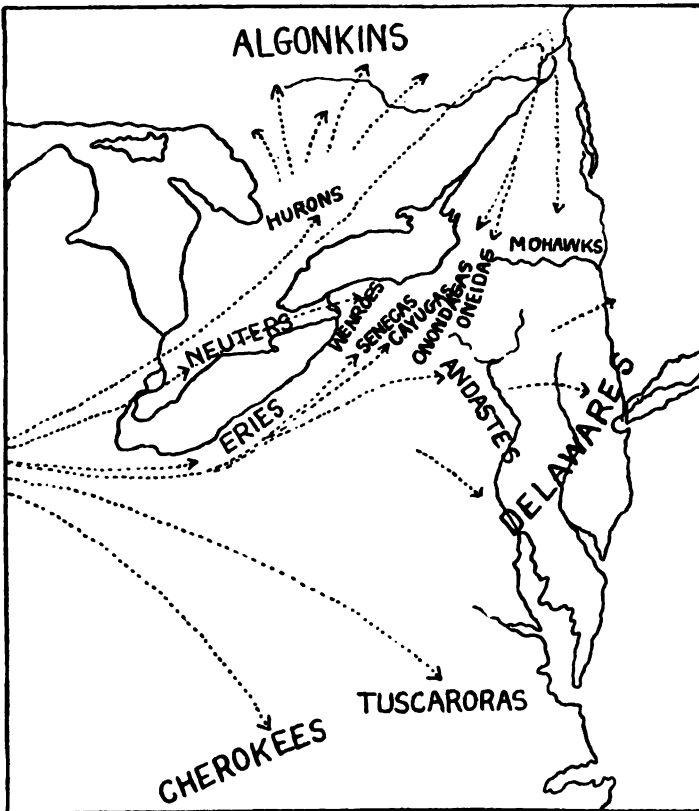 ALGONKINS
HURONS
MOHAWKS
NEUTERS
WENROES
SENECAS
CAYUGAS
ONONDAGAS
ONEIDAS
ERIES
ANDASTES
DELAWARES
TUSCARORAS
CHEROKEES